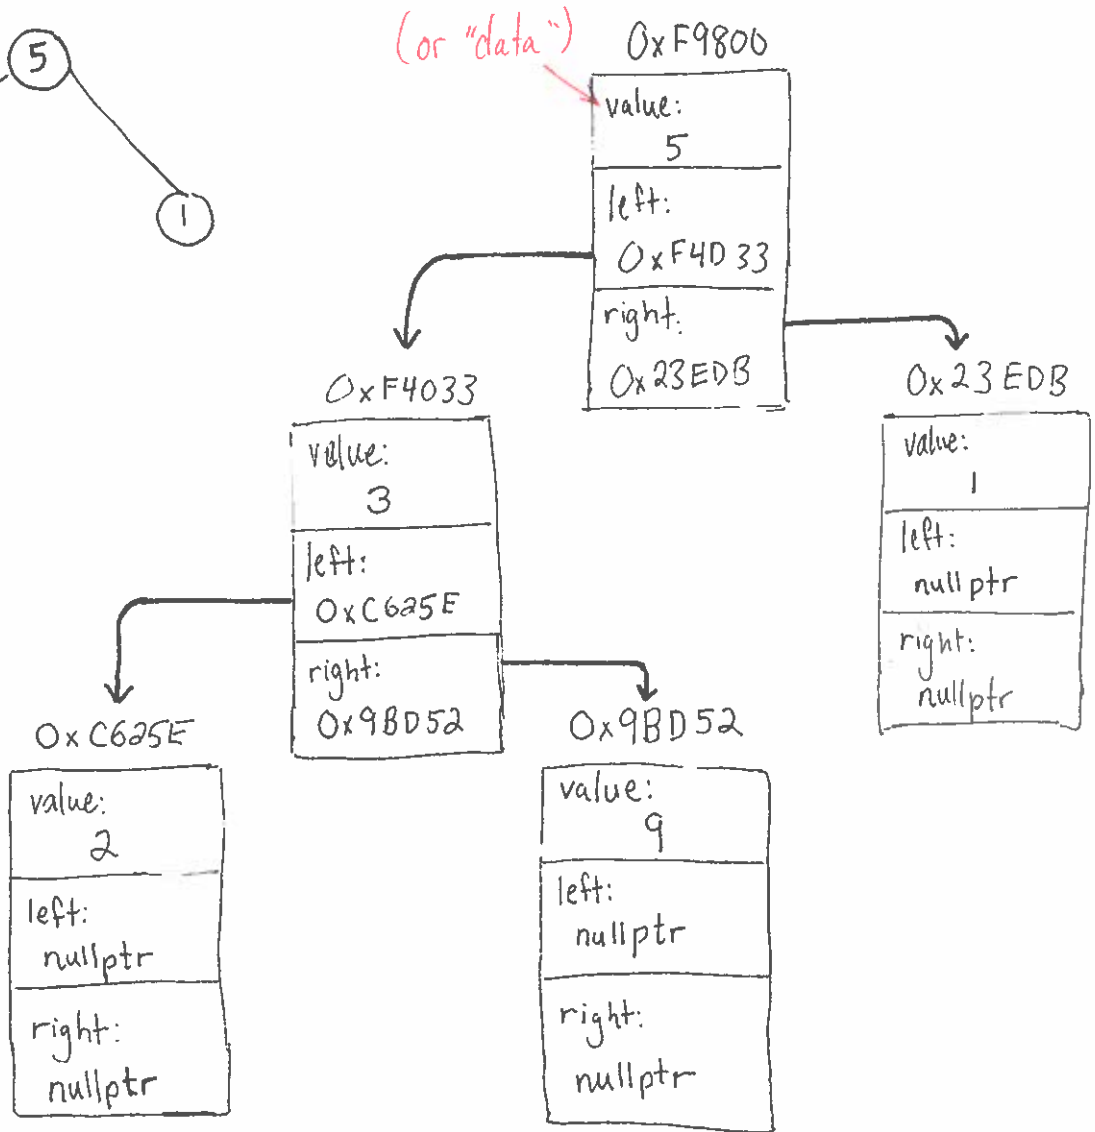 5
1
(or "data")
0xF9800
value:
5
left:
0xF4D33
right:
0x23EDB
0xF4033
value:
3
left:
0xC625E
right:
0x9BD52
0x23EDB
value:
1
left:
nullptr
right:
nullptr
0xC625E
value:
2
left:
nullptr
right:
nullptr
0x9BD52
value:
9
left:
nullptr
right:
nullptr